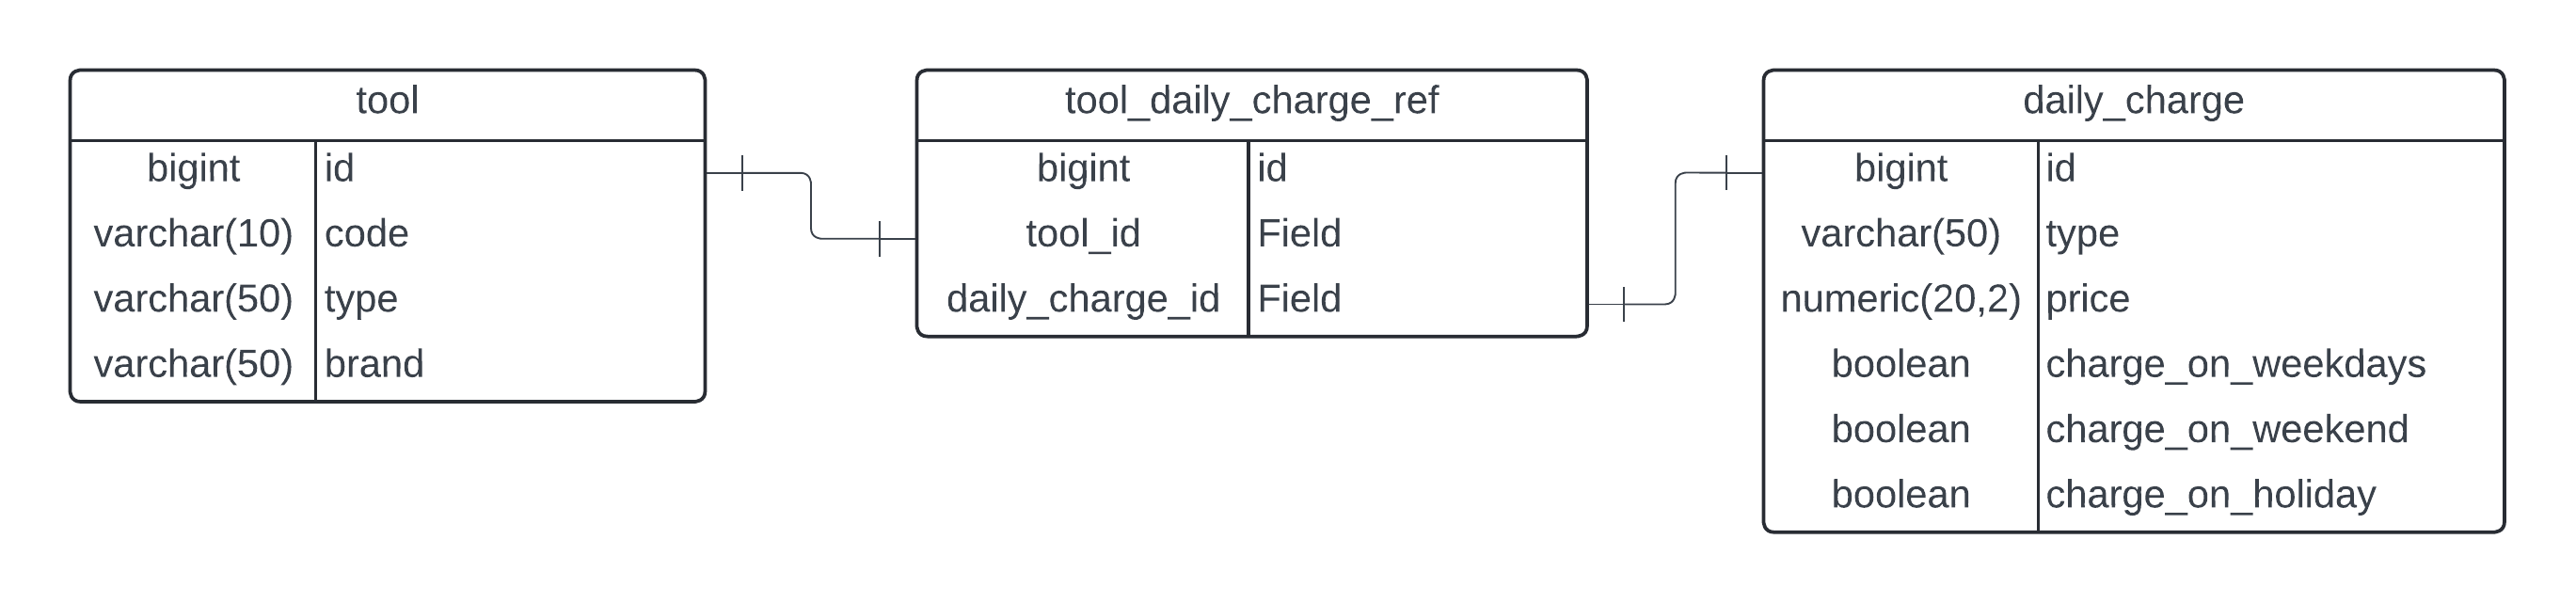 tool
bigint id
varchar(10) code
varchar(50) type
varchar(50) brand
tool_daily_charge_ref
bigint id
tool_id Field
daily_charge_id Field
daily_charge
bigint id
varchar(50) type
numeric(20,2) price
boolean charge_on_weekdays
boolean charge_on_weekend
boolean charge_on_holiday